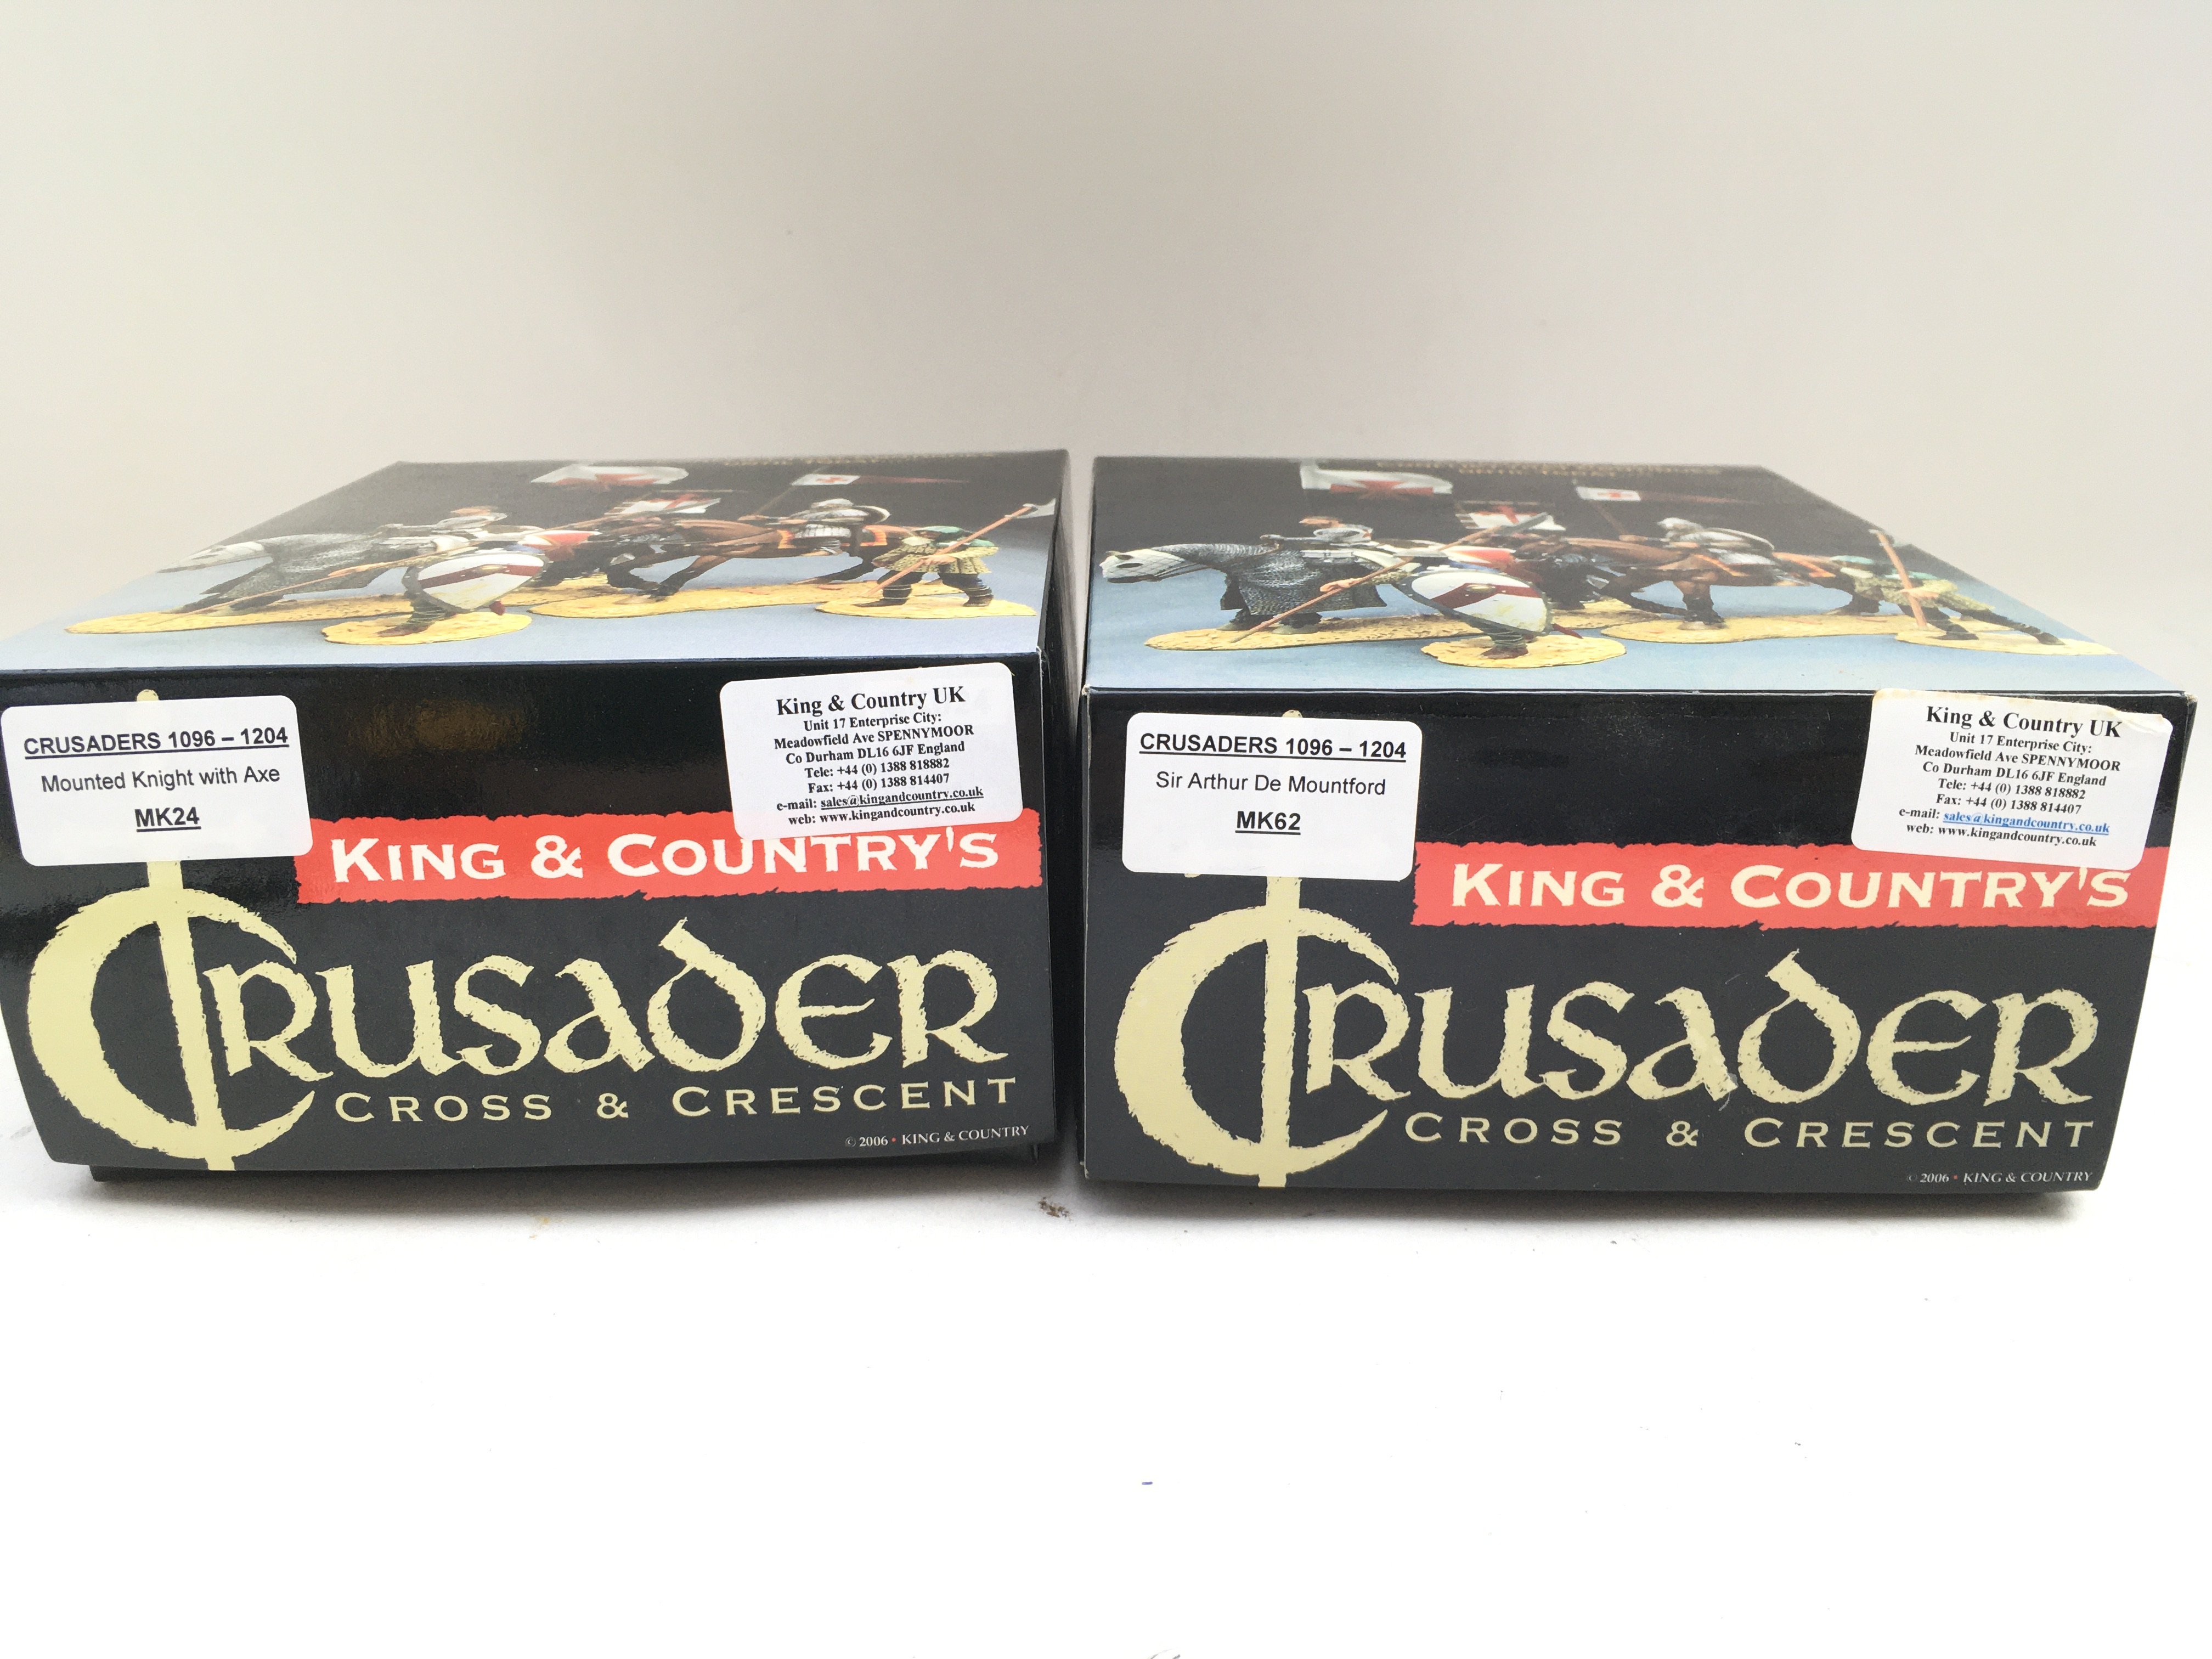 CRUSADERS 1096 – 1204
Mounted Knight with Axe
MK24
King & Country UK
Unit 17 Enterprise City:
Meadowfield Ave SPENNYMOOR
Co Durham DL16 6JF England
Tele: +44 (0) 1388 818882
Fax: +44 (0) 1388 814407
e-mail: sales@kingandcountry.co.uk
web: www.kingandcountry.co.uk
KING & COUNTRY'S
CRUSADER
CROSS & CRESCENT
© 2006 • KING & COUNTRY
CRUSADERS 1096 – 1204
Sir Arthur De Mountford
MK62
King & Country UK
Unit 17 Enterprise City:
Meadowfield Ave SPENNYMOOR
Co Durham DL16 6JF England
Tele: +44 (0) 1388 818882
Fax: +44 (0) 1388 814407
e-mail: sales@kingandcountry.co.uk
web: www.kingandcountry.co.uk
KING & COUNTRY'S
CRUSADER
CROSS & CRESCENT
© 2006 • KING & COUNTRY